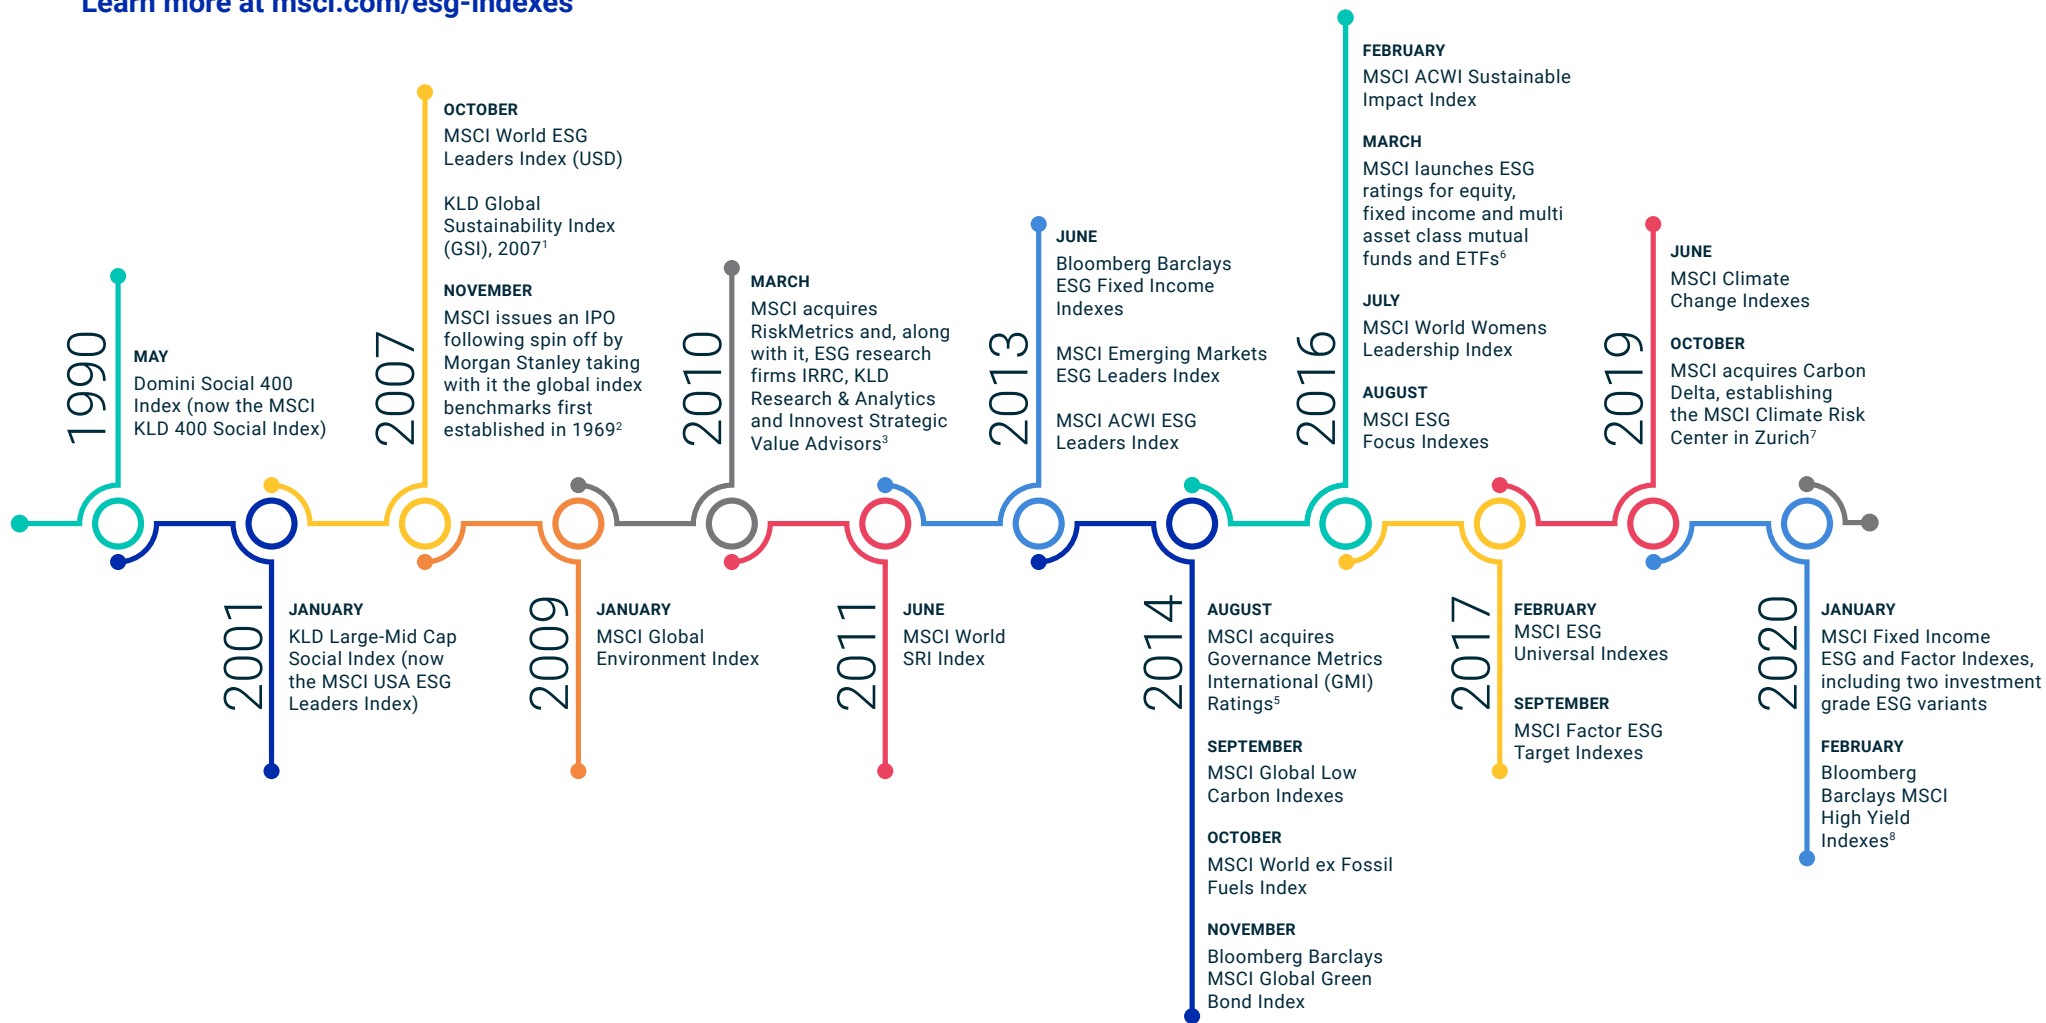 Learn more at msci.com/esg-indexes
1990
MAY
Domini Social 400
Index (now the MSCI
KLD 400 Social Index)
2001
JANUARY
KLD Large-Mid Cap
Social Index (now
the MSCI USA ESG
Leaders Index)
2007
OCTOBER
MSCI World ESG
Leaders Index (USD)
KLD Global
Sustainability Index
(GSI), 2007¹
NOVEMBER
MSCI issues an IPO
following spin off by
Morgan Stanley taking
with it the global index
benchmarks first
established in 1969²
2009
JANUARY
MSCI Global
Environment Index
2010
MARCH
MSCI acquires
RiskMetrics and, along
with it, ESG research
firms IRRC, KLD
Research & Analytics
and Innovest Strategic
Value Advisors³
2011
JUNE
MSCI World
SRI Index
2013
JUNE
Bloomberg Barclays
ESG Fixed Income
Indexes
MSCI Emerging Markets
ESG Leaders Index
MSCI ACWI ESG
Leaders Index
2014
AUGUST
MSCI acquires
Governance Metrics
International (GMI)
Ratings⁵
SEPTEMBER
MSCI Global Low
Carbon Indexes
OCTOBER
MSCI World ex Fossil
Fuels Index
NOVEMBER
Bloomberg Barclays
MSCI Global Green
Bond Index
2016
FEBRUARY
MSCI ACWI Sustainable
Impact Index
MARCH
MSCI launches ESG
ratings for equity,
fixed income and multi
asset class mutual
funds and ETFs⁶
JULY
MSCI World Womens
Leadership Index
AUGUST
MSCI ESG
Focus Indexes
2017
FEBRUARY
MSCI ESG
Universal Indexes
SEPTEMBER
MSCI Factor ESG
Target Indexes
2019
JUNE
MSCI Climate
Change Indexes
OCTOBER
MSCI acquires Carbon
Delta, establishing
the MSCI Climate Risk
Center in Zurich⁷
2020
JANUARY
MSCI Fixed Income
ESG and Factor Indexes,
including two investment
grade ESG variants
FEBRUARY
Bloomberg
Barclays MSCI
High Yield
Indexes⁸